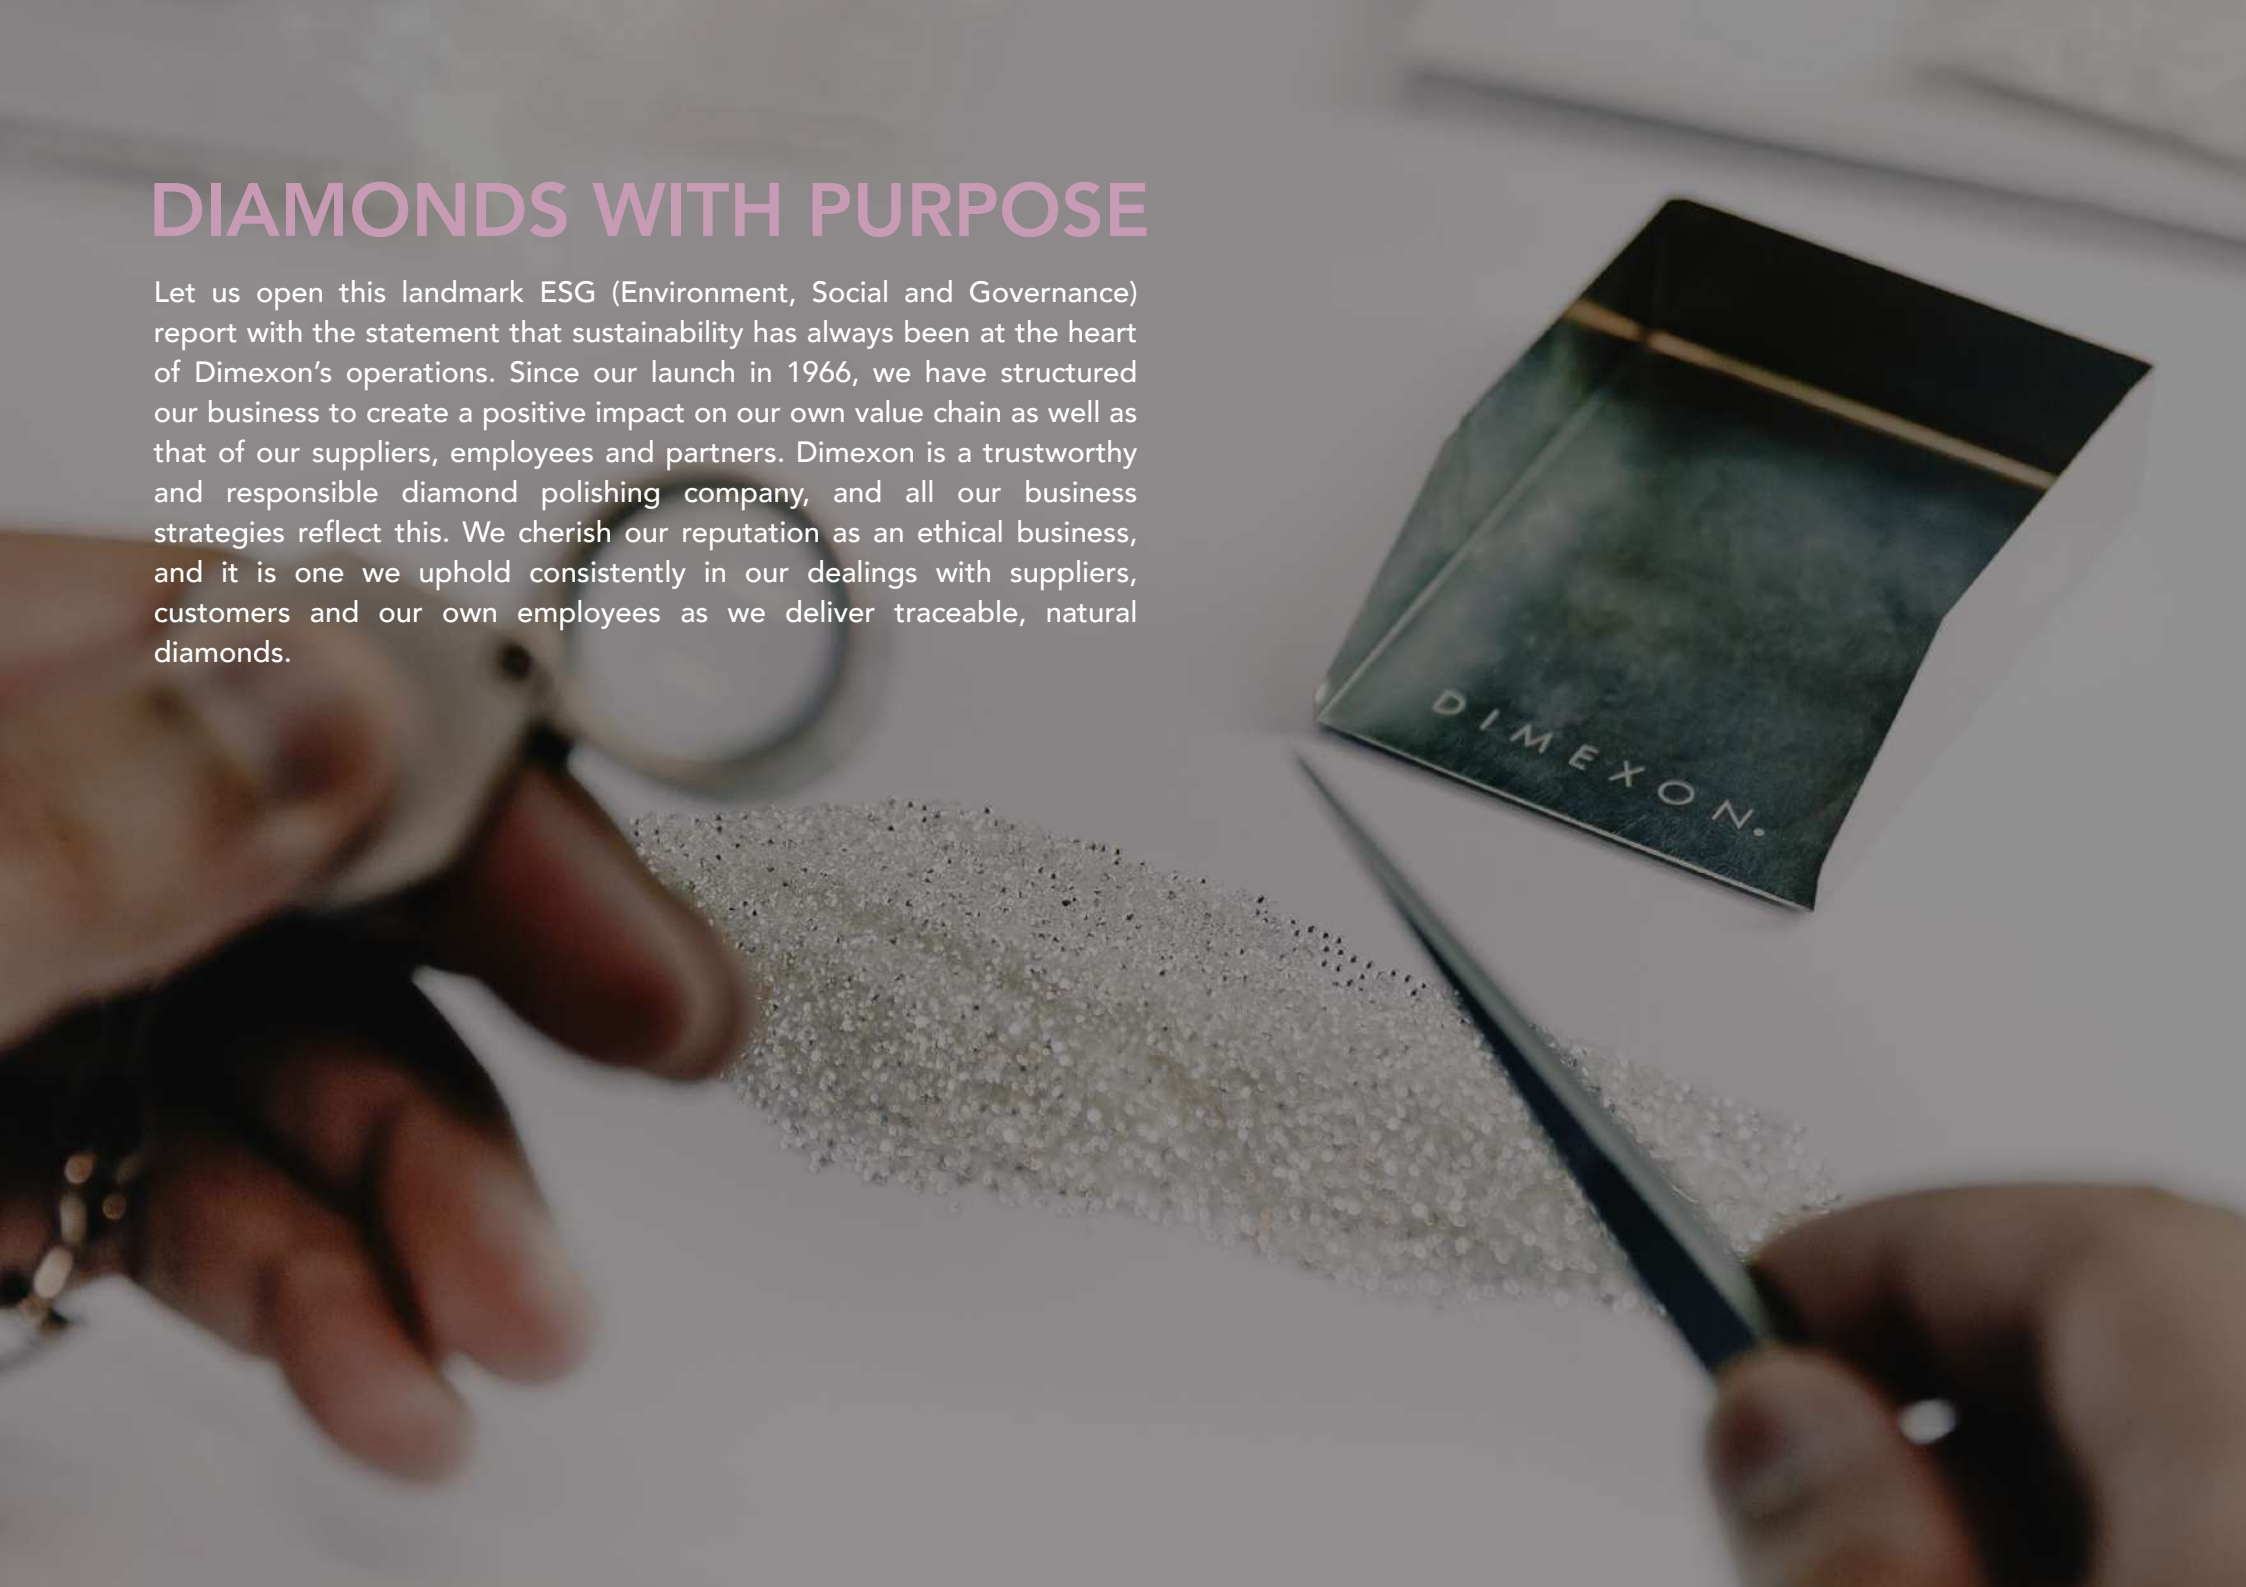 DIAMONDS WITH PURPOSE
Let us open this landmark ESG (Environment, Social and Governance)
report with the statement that sustainability has always been at the heart
of Dimexon’s operations. Since our launch in 1966, we have structured
our business to create a positive impact on our own value chain as well as
that of our suppliers, employees and partners. Dimexon is a trustworthy
and responsible diamond polishing company, and all our business
strategies reflect this. We cherish our reputation as an ethical business,
and it is one we uphold consistently in our dealings with suppliers,
customers and our own employees as we deliver traceable, natural
diamonds.
DIMEXON.